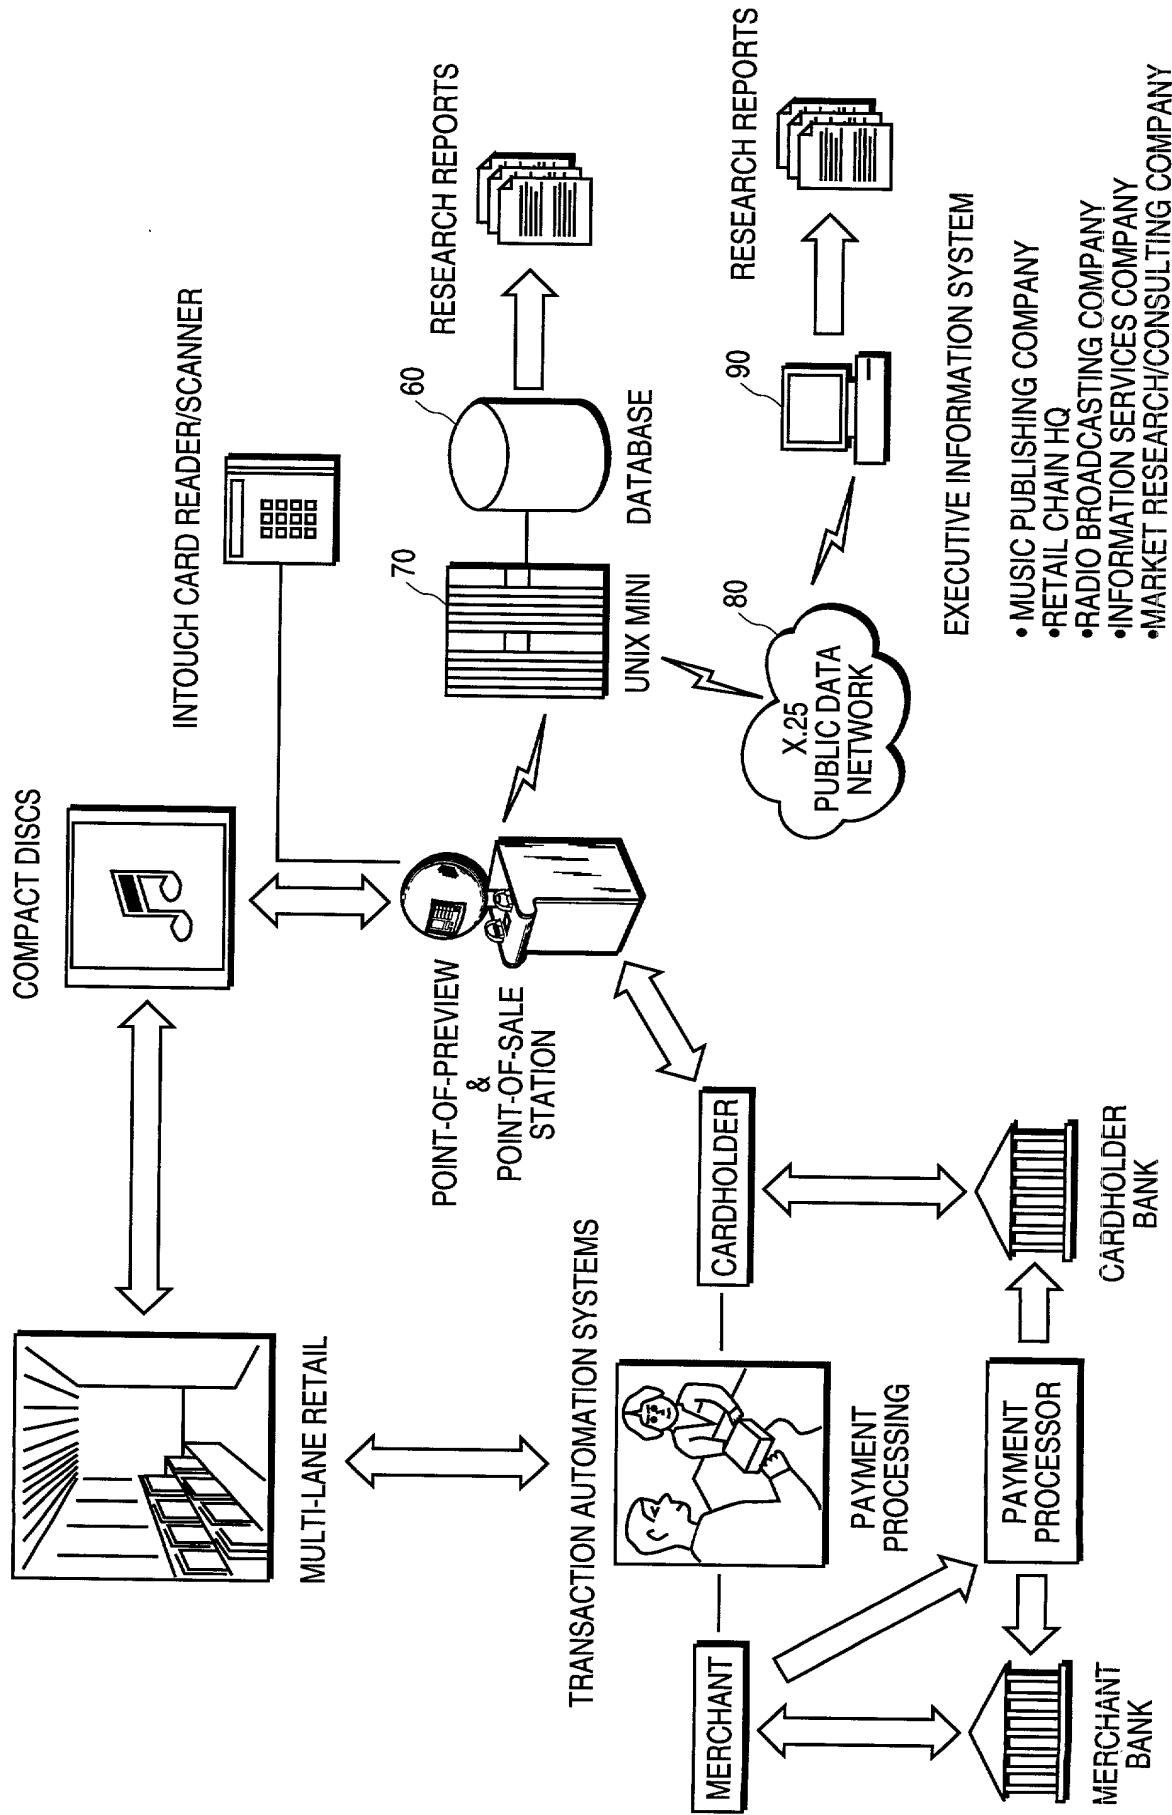 COMPACT DISCS
INTOUCH CARD READER/SCANNER
MULTI-LANE RETAIL
POINT-OF-PREVIEW
&
POINT-OF-SALE
STATION
70
60
RESEARCH REPORTS
UNIX MINI
DATABASE
TRANSACTION AUTOMATION SYSTEMS
MERCHANT
CARDHOLDER
80
X.25
PUBLIC DATA
NETWORK
90
RESEARCH REPORTS
PAYMENT
PROCESSING
PAYMENT
PROCESSOR
MERCHANT
BANK
CARDHOLDER
BANK
EXECUTIVE INFORMATION SYSTEM
• MUSIC PUBLISHING COMPANY
•RETAIL CHAIN HQ
•RADIO BROADCASTING COMPANY
•INFORMATION SERVICES COMPANY
•MARKET RESEARCH/CONSULTING COMPANY